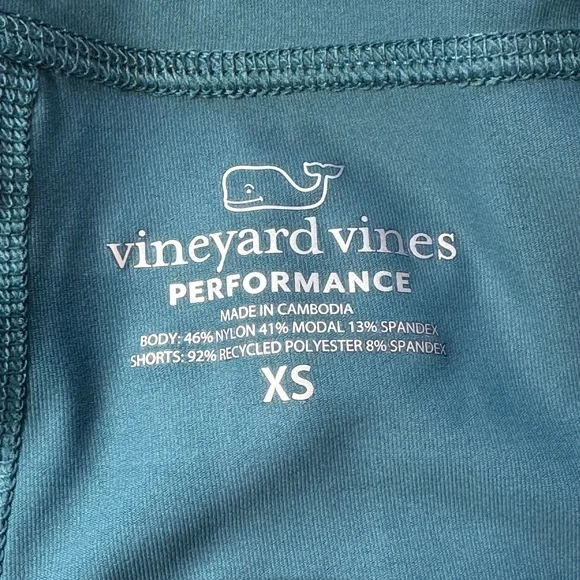 vineyard vines
PERFORMANCE
MADE IN CAMBODIA
BODY: 46% NYLON 41% MODAL 13% SPANDEX
SHORTS: 92% RECYCLED POLYESTER 8% SPANDEX
XS